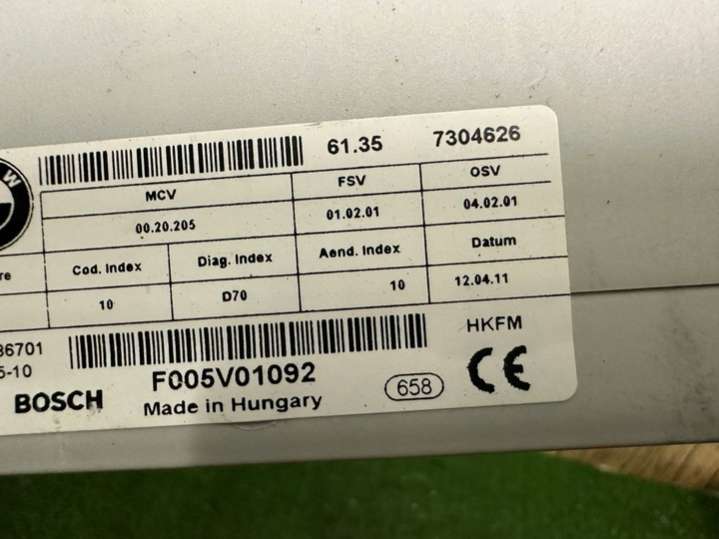 61.35 7304626
MCV FSV OSV
00.20.205 01.02.01 04.02.01
Cod. Index Diag. Index Aend. Index Datum
10 D70 10 12.04.11
HKFM
F005V01092
BOSCH Made in Hungary 658 CE